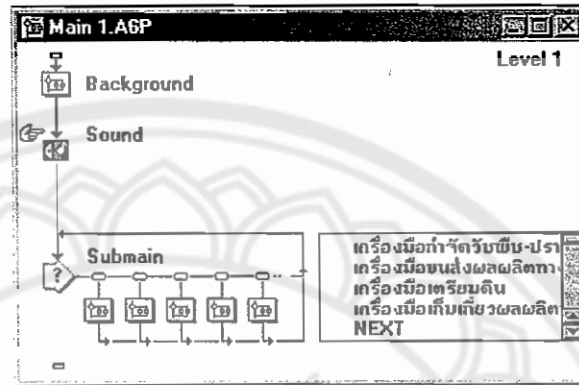 Main 1.A6P
Level 1
Background
Sound
Submain
?
เครื่องมือกำจัดวัชพืช-ปรา
เครื่องมือขนส่งผลผลิตทาง
เครื่องมือเตรียมดิน
เครื่องมือเก็บเกี่ยวผลผลิต
NEXT